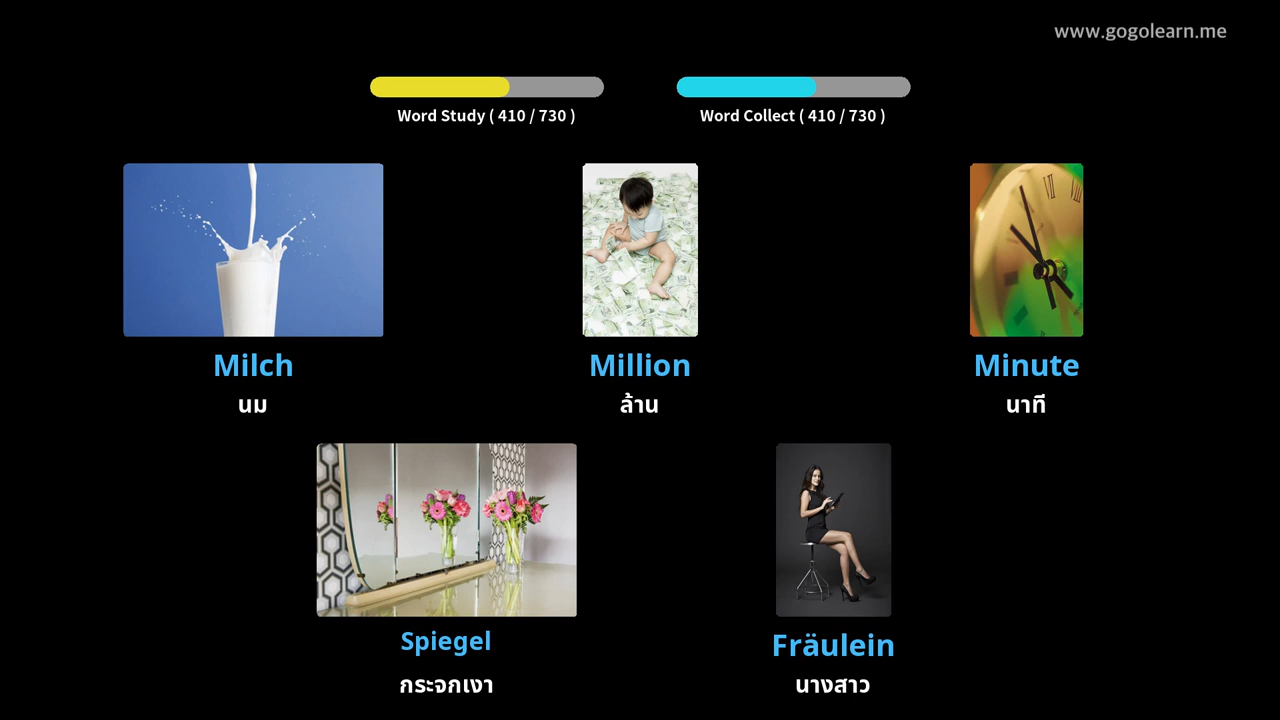 www.gogolearn.me
Word Study ( 410 / 730 )
Word Collect ( 410 / 730 )
Milch
นม
Million
ล้าน
Minute
นาที
Spiegel
กระจกเงา
Fräulein
นางสาว